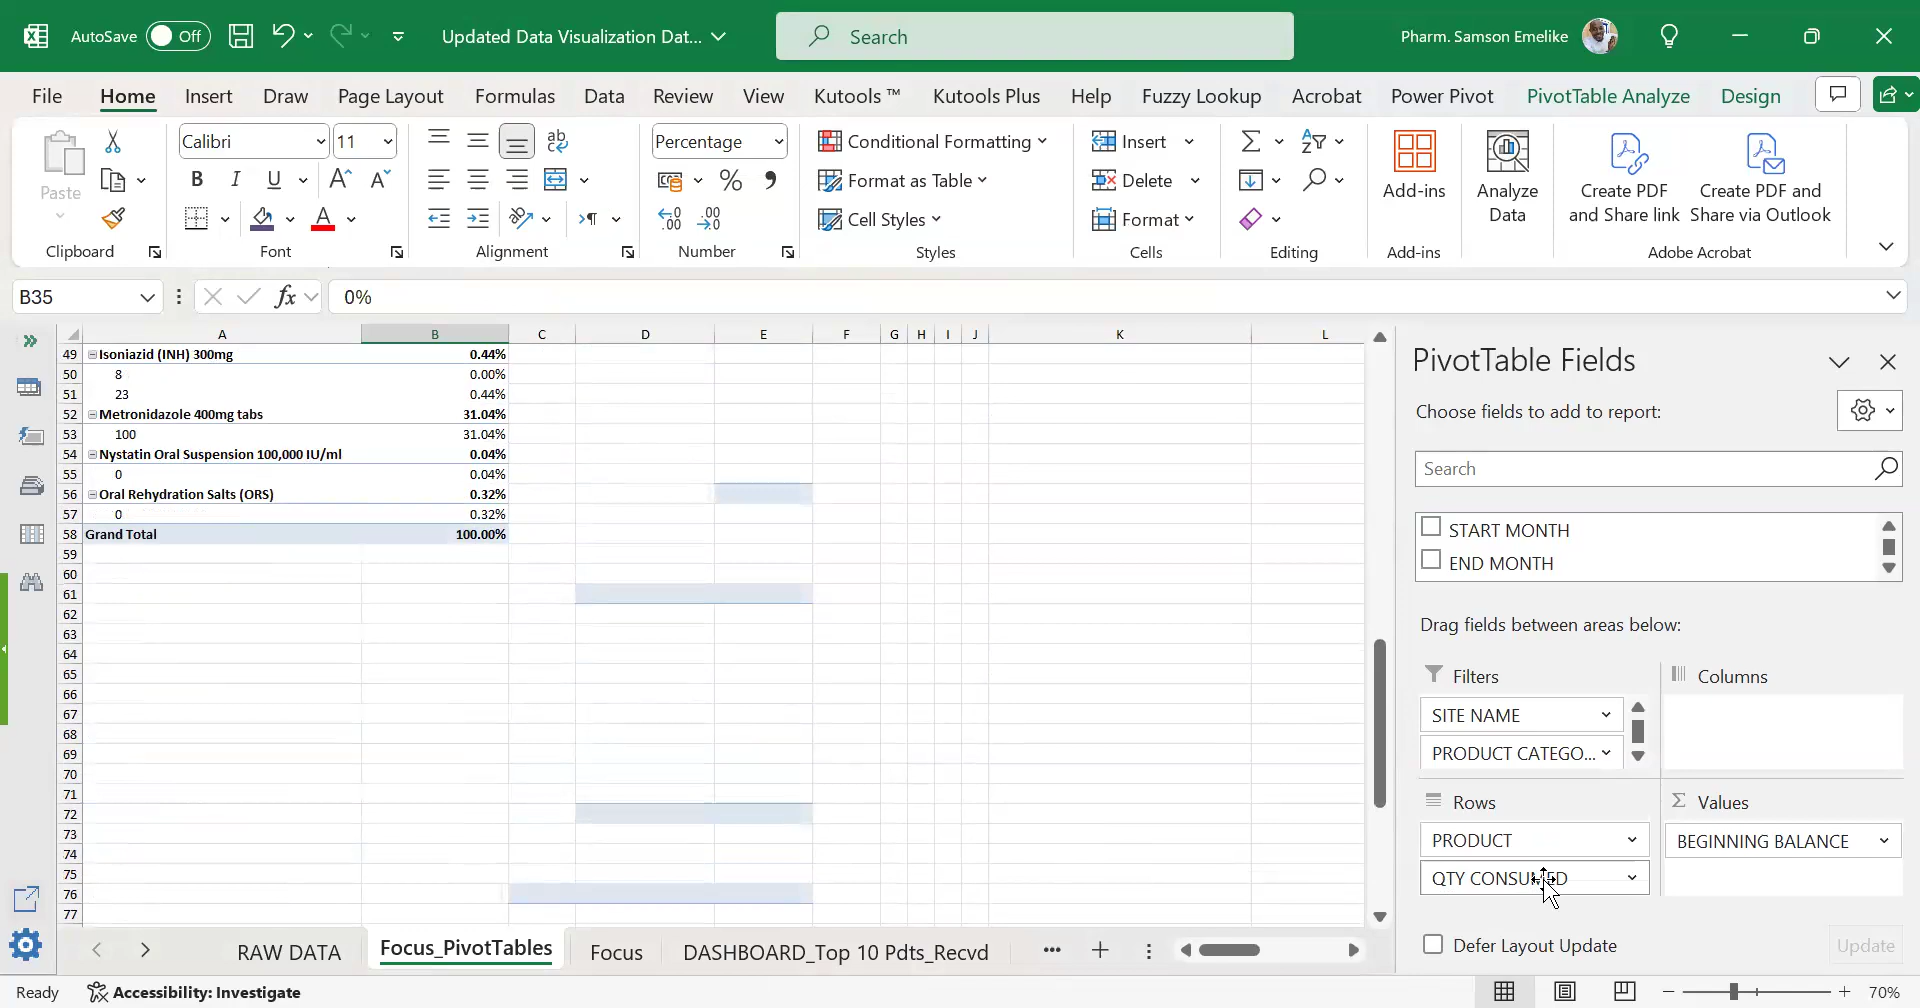 AutoSave Off Updated Data Visualization Dat... Search Pharm. Samson Emelike
File Home Insert Draw Page Layout Formulas Data Review View Kutools ™ Kutools Plus Help Fuzzy Lookup Acrobat Power Pivot PivotTable Analyze Design
Paste
Clipboard
Calibri 11
B I U A A
A
Font
ab
Alignment
Percentage
% ,
Number
Conditional Formatting
Format as Table
Cell Styles
Styles
Insert
Delete
Format
Cells
Editing
Add-ins
Add-ins
Analyze
Data
Create PDF
and Share link
Create PDF and
Share via Outlook
Adobe Acrobat
B35 fx 0%
A B C D E F G H I J K L
49 Isoniazid (INH) 300mg 0.44%
50 8 0.00%
51 23 0.44%
52 Metronidazole 400mg tabs 31.04%
53 100 31.04%
54 Nystatin Oral Suspension 100,000 IU/ml 0.04%
55 0 0.04%
56 Oral Rehydration Salts (ORS) 0.32%
57 0 0.32%
58 Grand Total 100.00%
59
60
61
62
63
64
65
66
67
68
69
70
71
72
73
74
75
76
77
PivotTable Fields
Choose fields to add to report:
Search
START MONTH
END MONTH
Drag fields between areas below:
Filters
SITE NAME
PRODUCT CATEGO...
Columns
Rows
PRODUCT
QTY CONSUMED
Values
BEGINNING BALANCE
Defer Layout Update Update
RAW DATA Focus_PivotTables Focus DASHBOARD_Top 10 Pdts_Recvd ...
Ready Accessibility: Investigate 70%